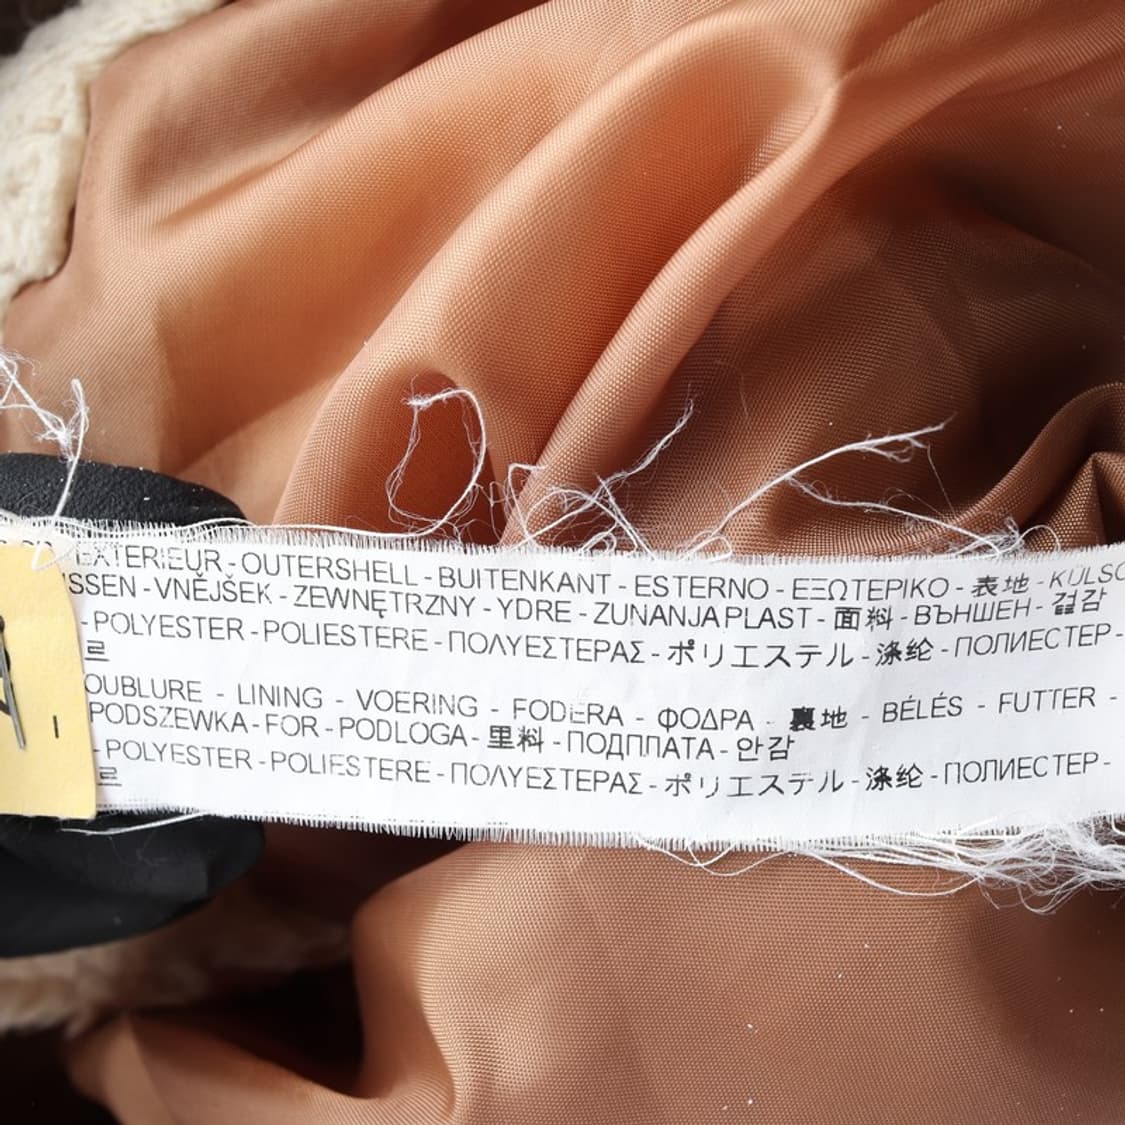 EXTERIEUR - OUTERSHELL - BUITENKANT - ESTERNO - ΕΞΩΤΕΡΙΚΟ - 表地 - KÜLSO
SSEN - VNĚJŠEK - ZEWNĘTRZNY - YDRE - ZUNANJA PLAST - 面料 - ВЪНШЕН - 겉감
- POLYESTER - POLIESTERE - ΠΟΛΥΕΣΤΕΡΑΣ - ポリエステル - 涤纶 - ПОЛИЕСТЕР -
르
OUBLURE - LINING - VOERING - FODERA - ΦΟΔΡΑ - 裏地 - BÉLÉS - FUTTER -
PODSZEWKA - FOR - PODLOGA - 里料 - ПОДПЛАТА - 안감
- POLYESTER - POLIESTERE - ΠΟΛΥΕΣΤΕΡΑΣ - ポリエステル - 涤纶 - ПОЛИЕСТЕР -
르